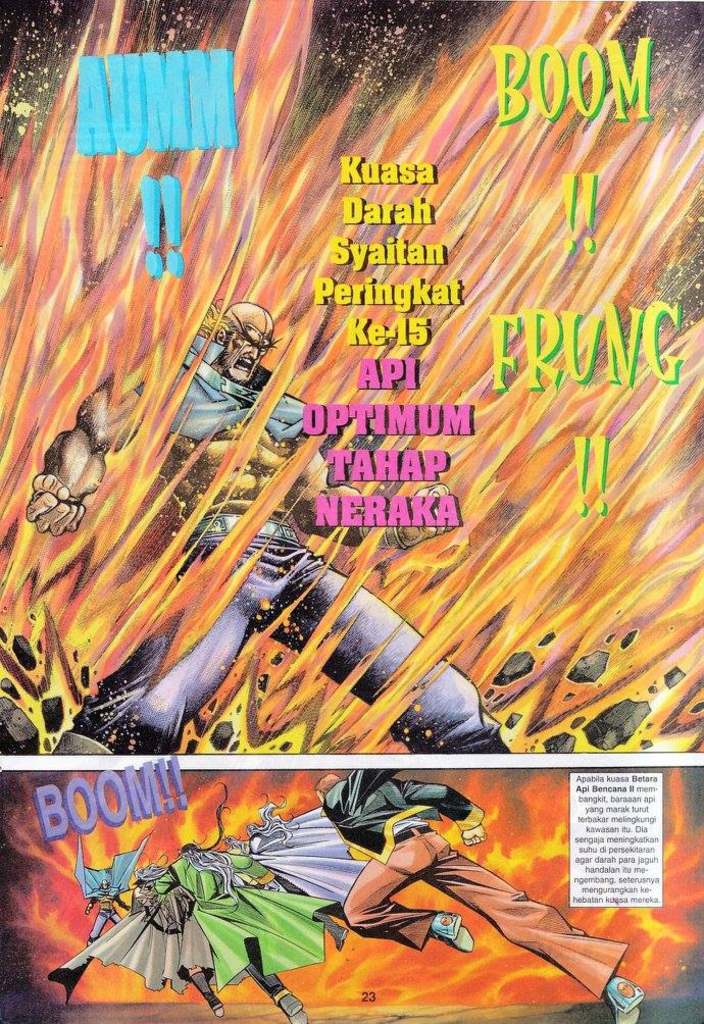 AUMM
!!
BOOM
!!
FRUNG
!!
Kuasa
Darah
Syaitan
Peringkat
Ke-15
API
OPTIMUM
TAHAP
NERAKA
BOOM!!
Apabila kuasa Betara
Api Bencana II mem-
bangkit, baraan api
yang marak turut
terbakar melingkungi
kawasan itu. Dia
sengaja meningkatkan
suhu di persekitaran
agar darah para jaguh
handalan itu me-
ngembang, seterusnya
mengurangkan ke-
hebatan kuasa mereka.
23